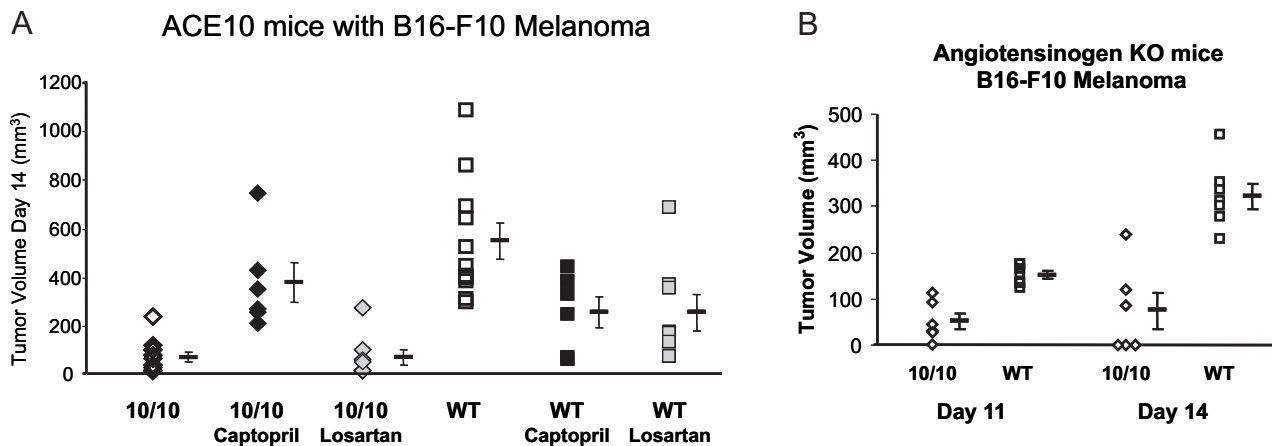 A
ACE10 mice with B16-F10 Melanoma
Tumor Volume Day 14 (mm³)
1200
1000
800
600
400
200
0
10/10
10/10
Captopril
10/10
Losartan
WT
WT
Captopril
WT
Losartan
B
Angiotensinogen KO mice
B16-F10 Melanoma
Tumor Volume (mm³)
500
400
300
200
100
0
10/10
WT
10/10
WT
Day 11
Day 14